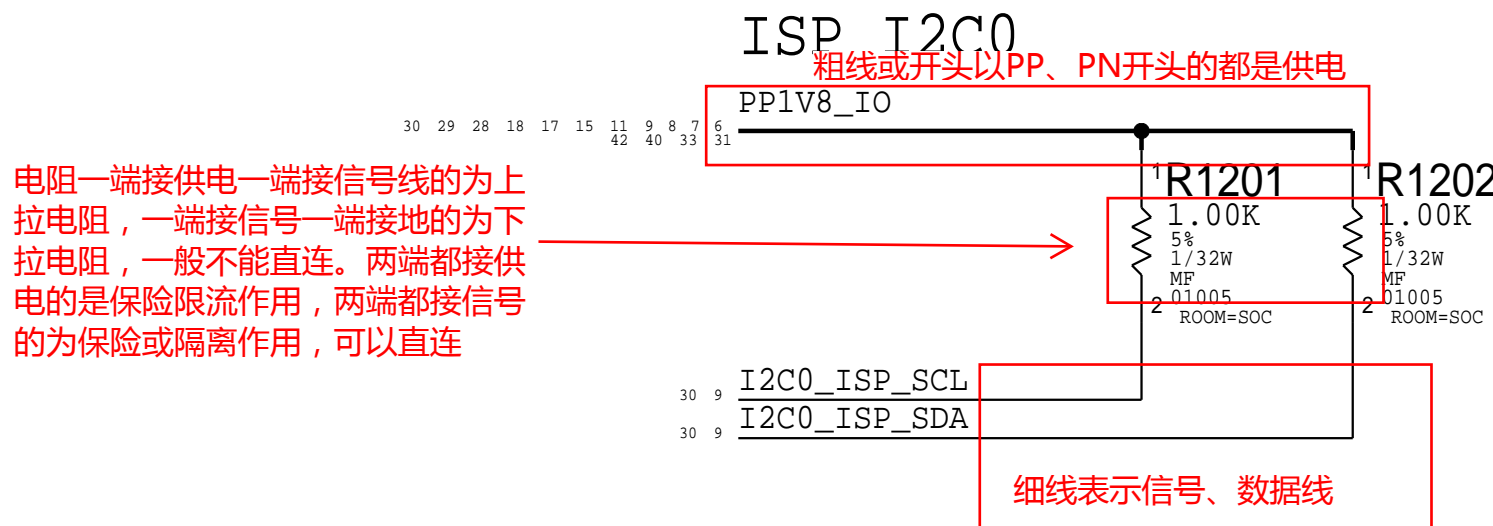 ISP I2C0
粗线或开头以PP、PN开头的都是供电
PP1V8_IO
30 29 28 18 17 15 11 9 8 7 6
42 40 33 31
电阻一端接供电一端接信号线的为上
拉电阻，一端接信号一端接地的为下
拉电阻，一般不能直连。两端都接供
电的是保险限流作用，两端都接信号
的为保险或隔离作用，可以直连
1 R1201
1.00K
5%
1/32W
MF
01005
2 ROOM=SOC
1 R1202
1.00K
5%
1/32W
MF
01005
2 ROOM=SOC
30 9 I2C0_ISP_SCL
30 9 I2C0_ISP_SDA
细线表示信号、数据线